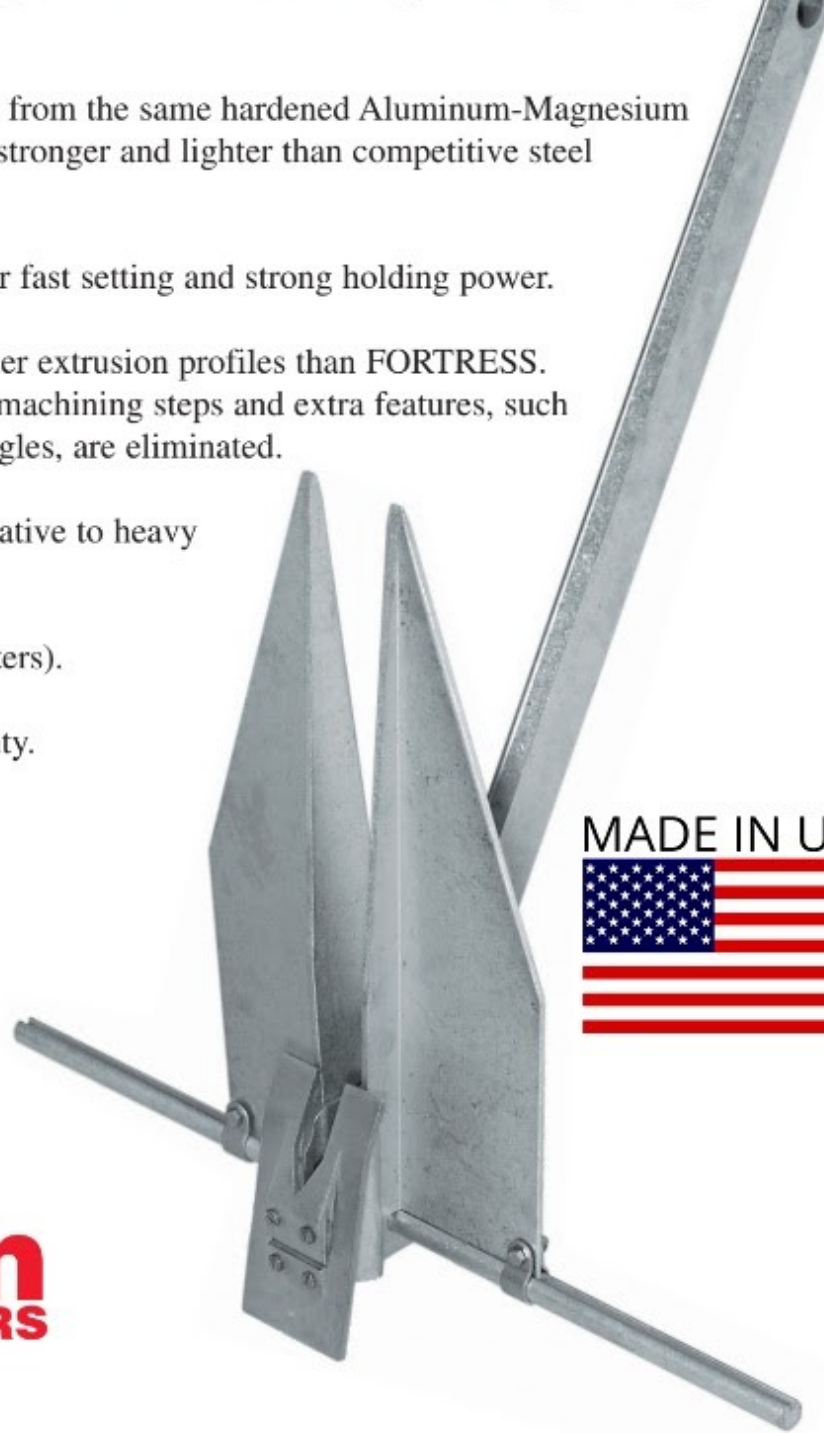 from the same hardened Aluminum-Magnesium
stronger and lighter than competitive steel
r fast setting and strong holding power.
er extrusion profiles than FORTRESS.
machining steps and extra features, such
gles, are eliminated.
ative to heavy
ters).
ty.
MADE IN U
n
RS